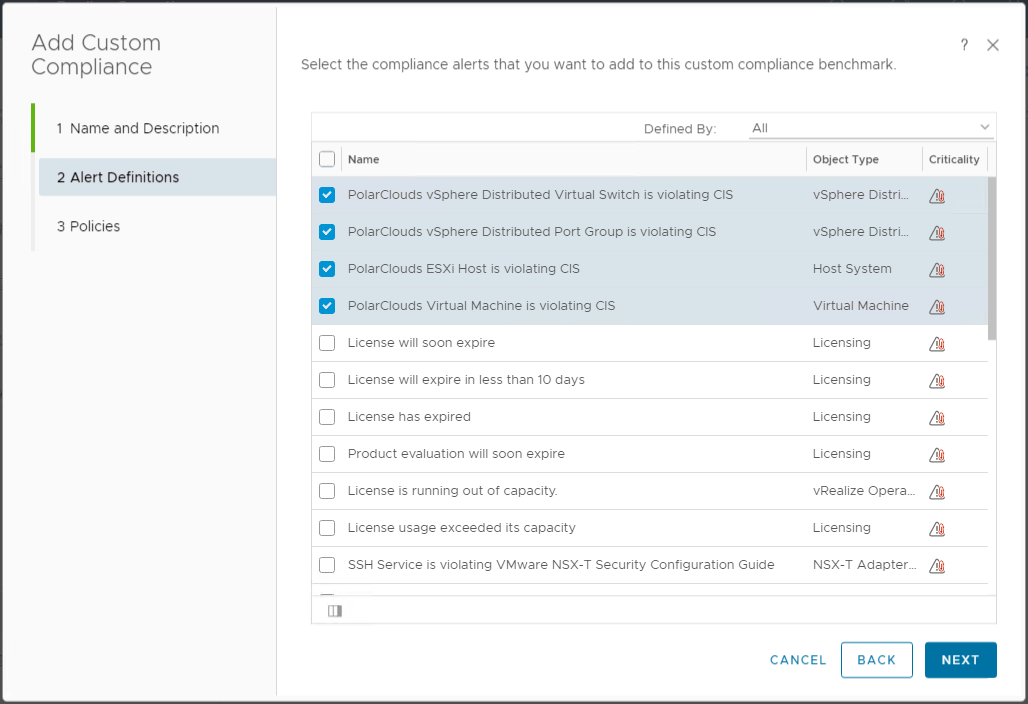 Add Custom
Compliance
1 Name and Description
2 Alert Definitions
3 Policies
?
Select the compliance alerts that you want to add to this custom compliance benchmark.
Defined By: All
Name Object Type Criticality
PolarClouds vSphere Distributed Virtual Switch is violating CIS vSphere Distri...
PolarClouds vSphere Distributed Port Group is violating CIS vSphere Distri...
PolarClouds ESXi Host is violating CIS Host System
PolarClouds Virtual Machine is violating CIS Virtual Machine
License will soon expire Licensing
License will expire in less than 10 days Licensing
License has expired Licensing
Product evaluation will soon expire Licensing
License is running out of capacity. vRealize Opera...
License usage exceeded its capacity Licensing
SSH Service is violating VMware NSX-T Security Configuration Guide NSX-T Adapter...
CANCEL BACK NEXT